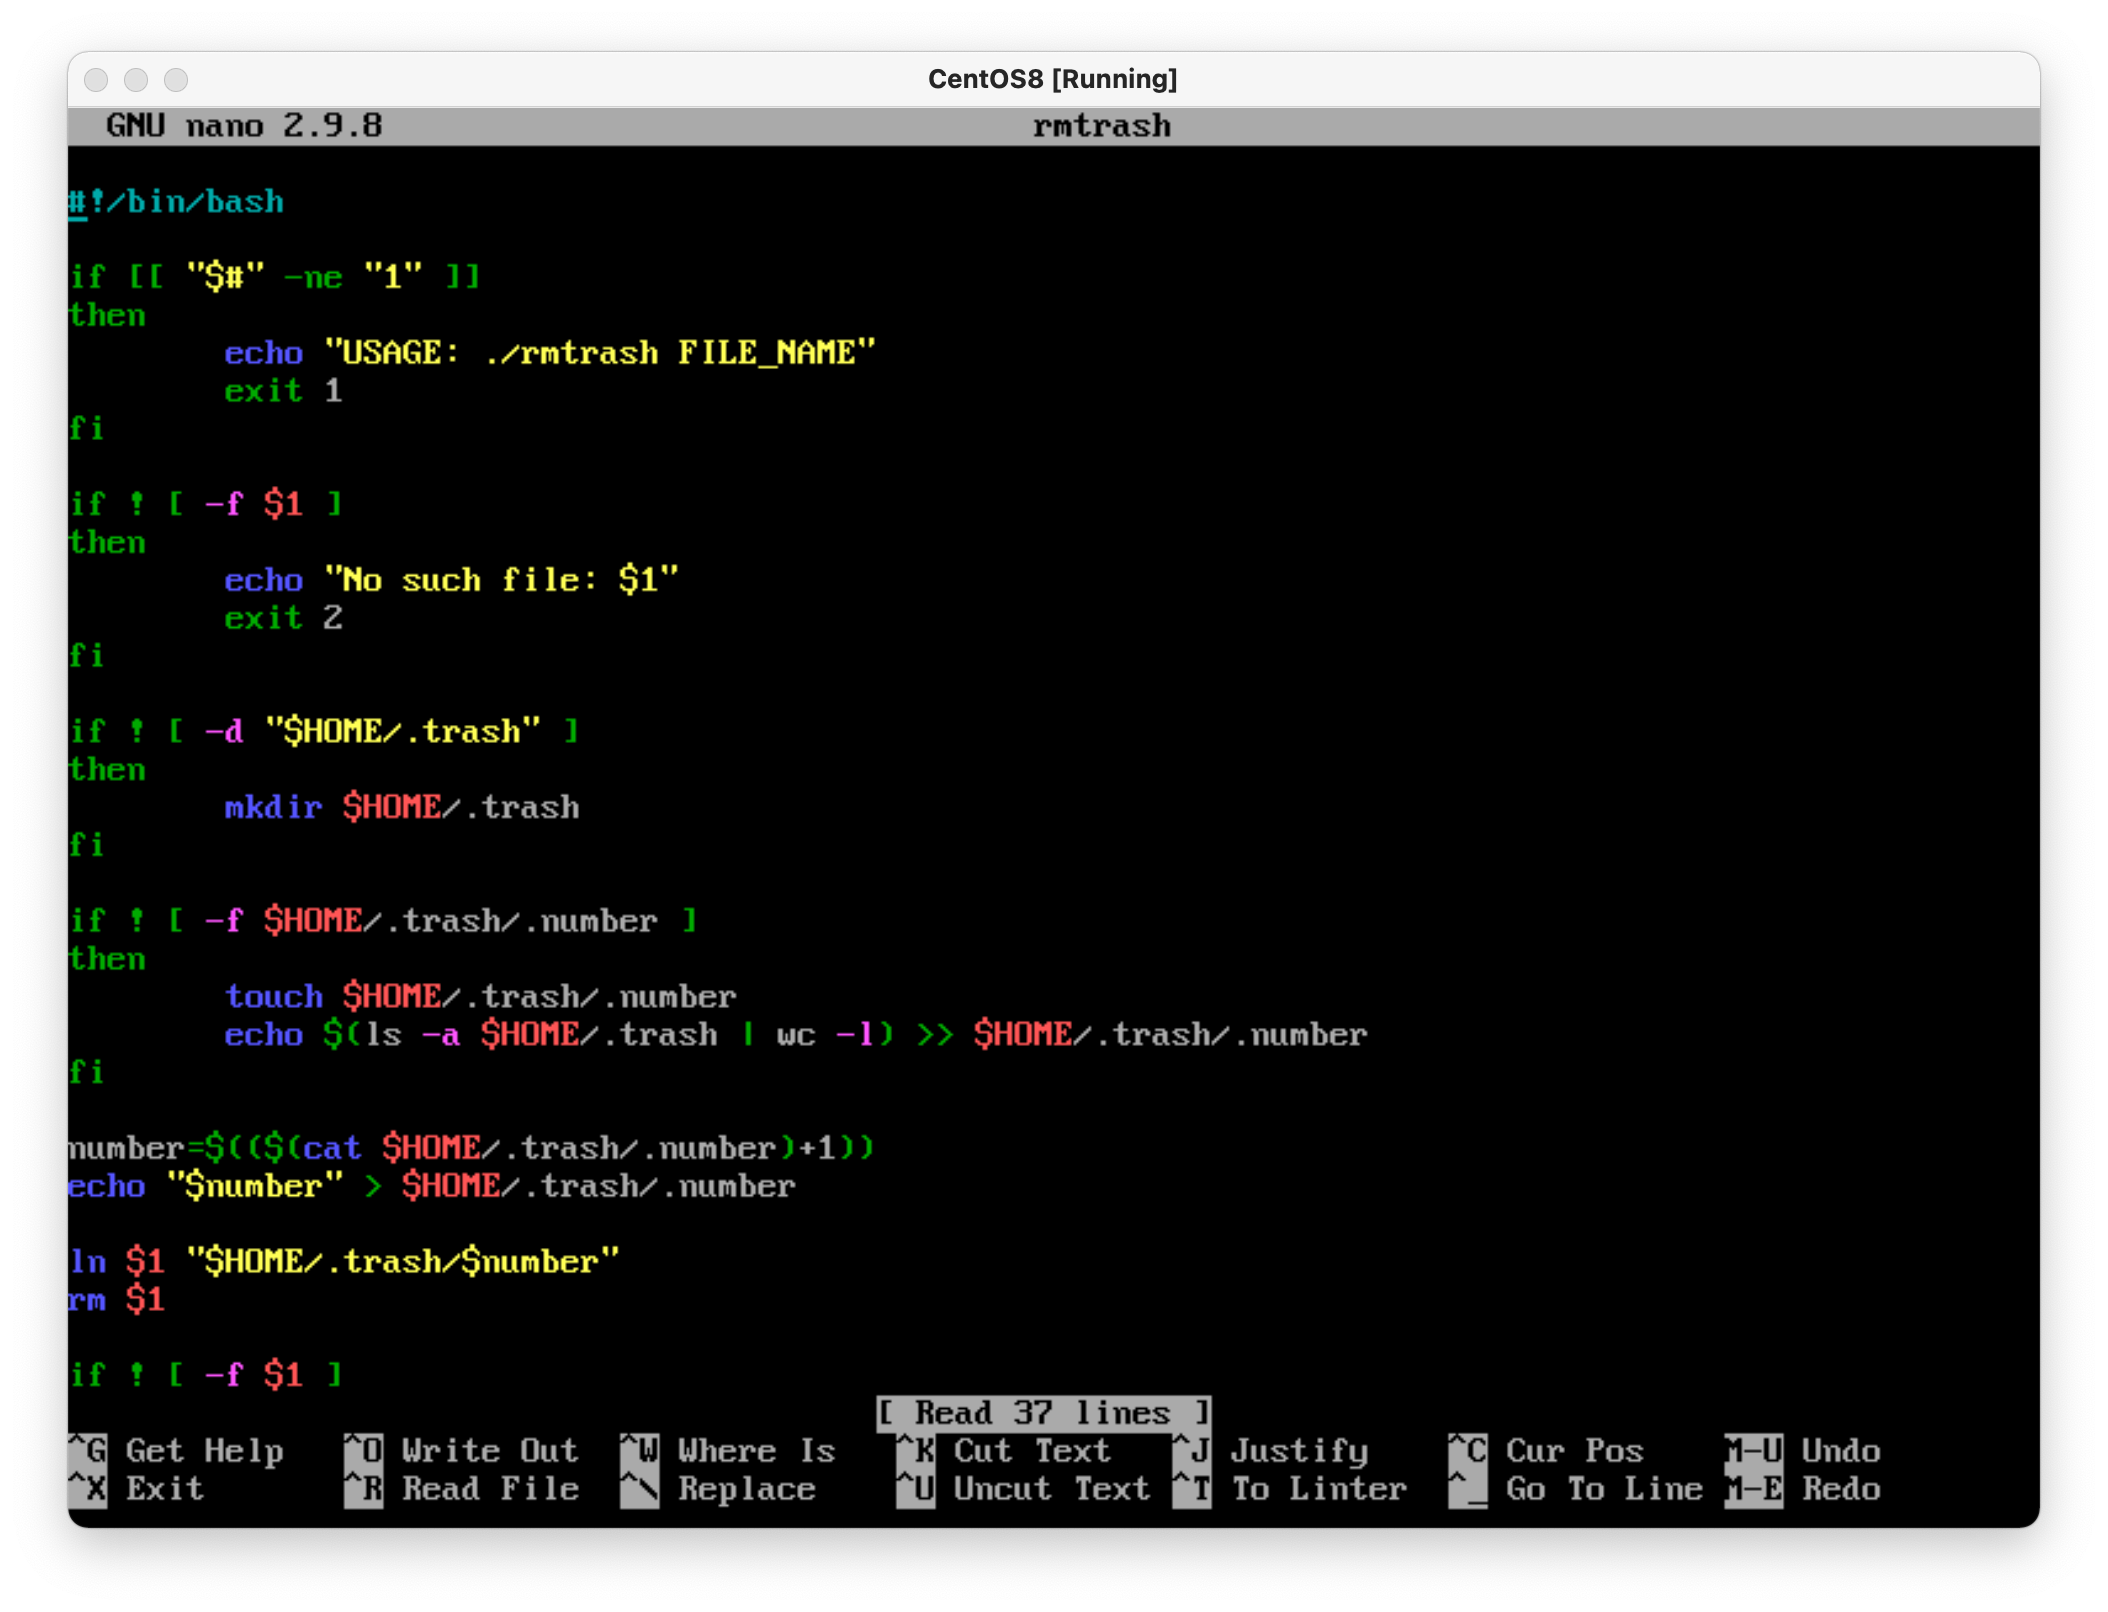 CentOS8 [Running]
GNU nano 2.9.8 rmtrash
#!/bin/bash
if [[ "$#" -ne "1" ]]
then
echo "USAGE: ./rmtrash FILE_NAME"
exit 1
fi
if ! [ -f $1 ]
then
echo "No such file: $1"
exit 2
fi
if ! [ -d "$HOME/.trash" ]
then
mkdir $HOME/.trash
fi
if ! [ -f $HOME/.trash/.number ]
then
touch $HOME/.trash/.number
echo $(ls -a $HOME/.trash | wc -l) >> $HOME/.trash/.number
fi
number=$(($(cat $HOME/.trash/.number)+1))
echo "$number" > $HOME/.trash/.number
ln $1 "$HOME/.trash/$number"
rm $1
if ! [ -f $1 ]
[ Read 37 lines ]
^G Get Help ^O Write Out ^W Where Is ^K Cut Text ^J Justify ^C Cur Pos M-U Undo
^X Exit ^R Read File ^\ Replace ^U Uncut Text ^T To Linter ^_ Go To Line M-E Redo